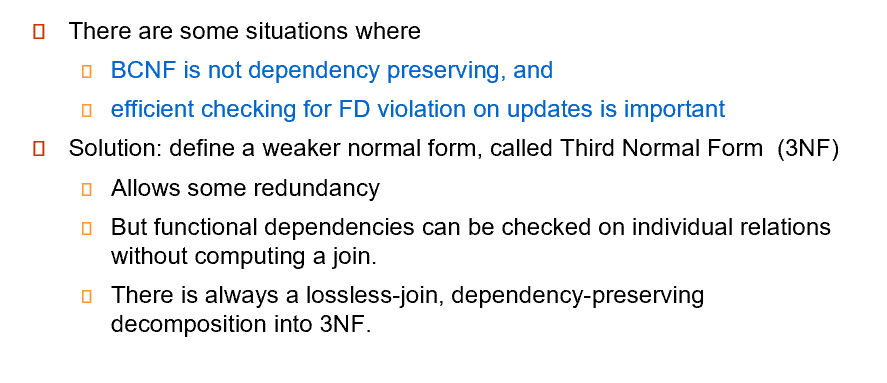 There are some situations where
BCNF is not dependency preserving, and
efficient checking for FD violation on updates is important
Solution: define a weaker normal form, called Third Normal Form  (3NF)
Allows some redundancy
But functional dependencies can be checked on individual relations
without computing a join.
There is always a lossless-join, dependency-preserving
decomposition into 3NF.